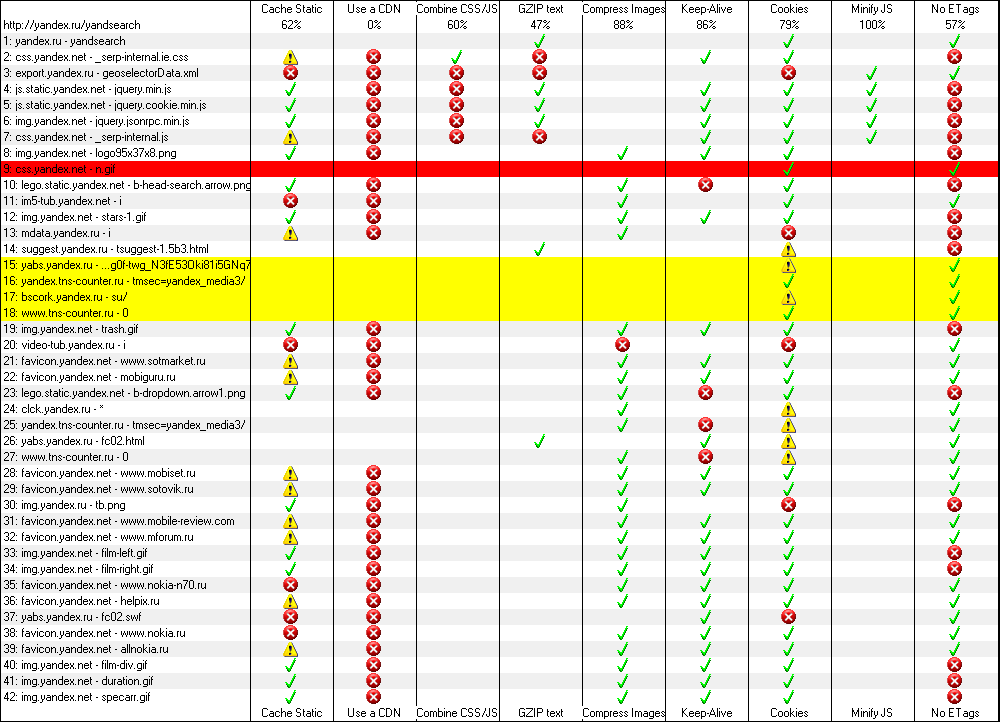 Cache Static Use a CDN Combine CSS/JS GZIP text Compress Images Keep-Alive Cookies Minify JS No ETags
http://yandex.ru/yandsearch 62% 0% 60% 47% 88% 86% 79% 100% 57%
1: yandex.ru - yandsearch
2: css.yandex.net - _serp-internal.ie.css
3: export.yandex.ru - geoselectorData.xml
4: js.static.yandex.net - jquery.min.js
5: js.static.yandex.net - jquery.cookie.min.js
6: img.yandex.net - jquery.jsonrpc.min.js
7: css.yandex.net - _serp-internal.js
8: img.yandex.net - logo95x37x8.png
9: css.yandex.net - n.gif
10: lego.static.yandex.net - b-head-search.arrow.png
11: im5-tub.yandex.net - i
12: img.yandex.net - stars-1.gif
13: mdata.yandex.ru - i
14: suggest.yandex.ru - tsuggest-1.5b3.html
15: yabs.yandex.ru - ...g0f-twg_N3fE53Oki81i5GNq7
16: yandex.tns-counter.ru - tmsec=yandex_media3/
17: bscork.yandex.ru - su/
18: www.tns-counter.ru - 0
19: img.yandex.net - trash.gif
20: video-tub.yandex.ru - i
21: favicon.yandex.net - www.sotmarket.ru
22: favicon.yandex.net - mobiguru.ru
23: lego.static.yandex.net - b-dropdown.arrow1.png
24: clck.yandex.ru - *
25: yandex.tns-counter.ru - tmsec=yandex_media3/
26: yabs.yandex.ru - fc02.html
27: www.tns-counter.ru - 0
28: favicon.yandex.net - www.mobiset.ru
29: favicon.yandex.net - www.sotovik.ru
30: img.yandex.ru - tb.png
31: favicon.yandex.net - www.mobile-review.com
32: favicon.yandex.net - www.mforum.ru
33: img.yandex.net - film-left.gif
34: img.yandex.net - film-right.gif
35: favicon.yandex.net - www.nokia-n70.ru
36: favicon.yandex.net - helpix.ru
37: yabs.yandex.ru - fc02.swf
38: favicon.yandex.net - www.nokia.ru
39: favicon.yandex.net - allnokia.ru
40: img.yandex.net - film-div.gif
41: img.yandex.net - duration.gif
42: img.yandex.net - specarr.gif
Cache Static Use a CDN Combine CSS/JS GZIP text Compress Images Keep-Alive Cookies Minify JS No ETags